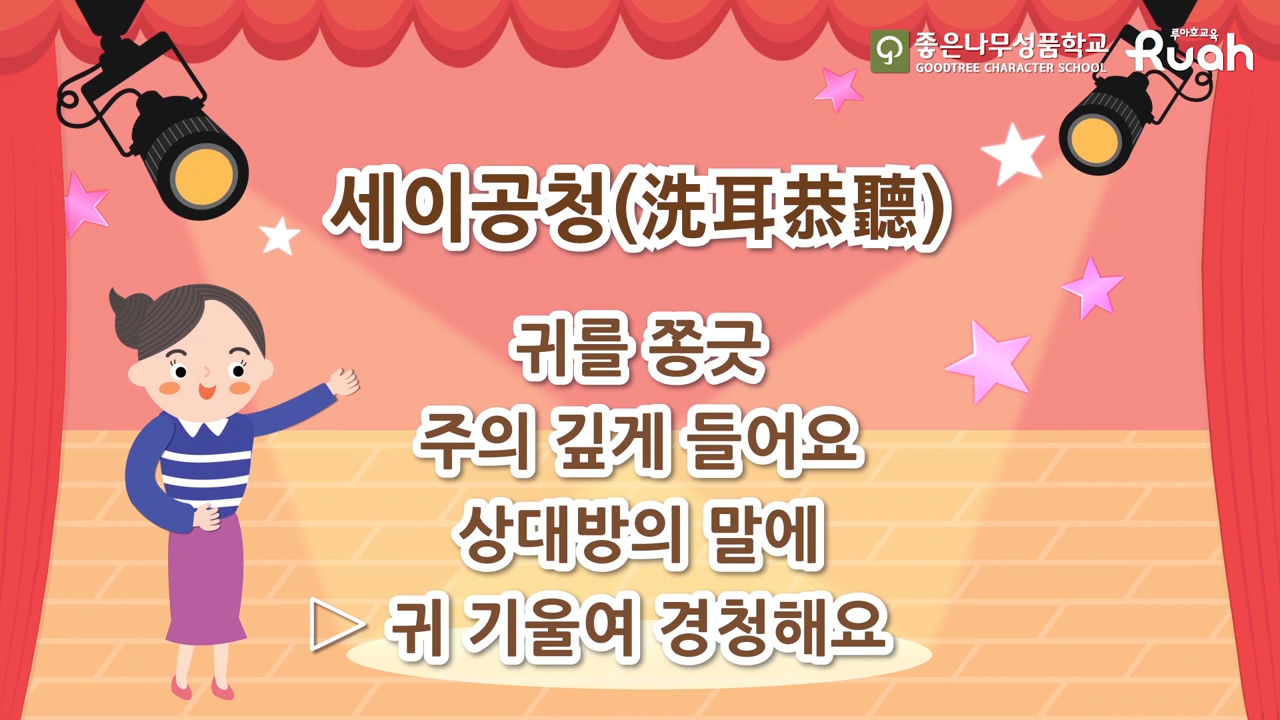 좋은나무성품학교
GOODTREE CHARACTER SCHOOL
루아흐교육
Ruah
세이공청(洗耳恭聽)
귀를 쫑긋
주의 깊게 들어요
상대방의 말에
귀 기울여 경청해요